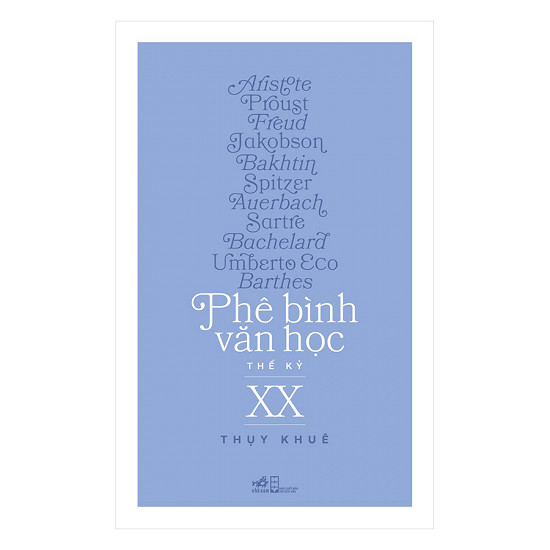 Aristote
Proust
Freud
Jakobson
Bakhtin
Spitzer
Auerbach
Sartre
Bachelard
Umberto Eco
Barthes
Phê bình
văn học
THẾ KỶ
XX
THỤY KHUÊ